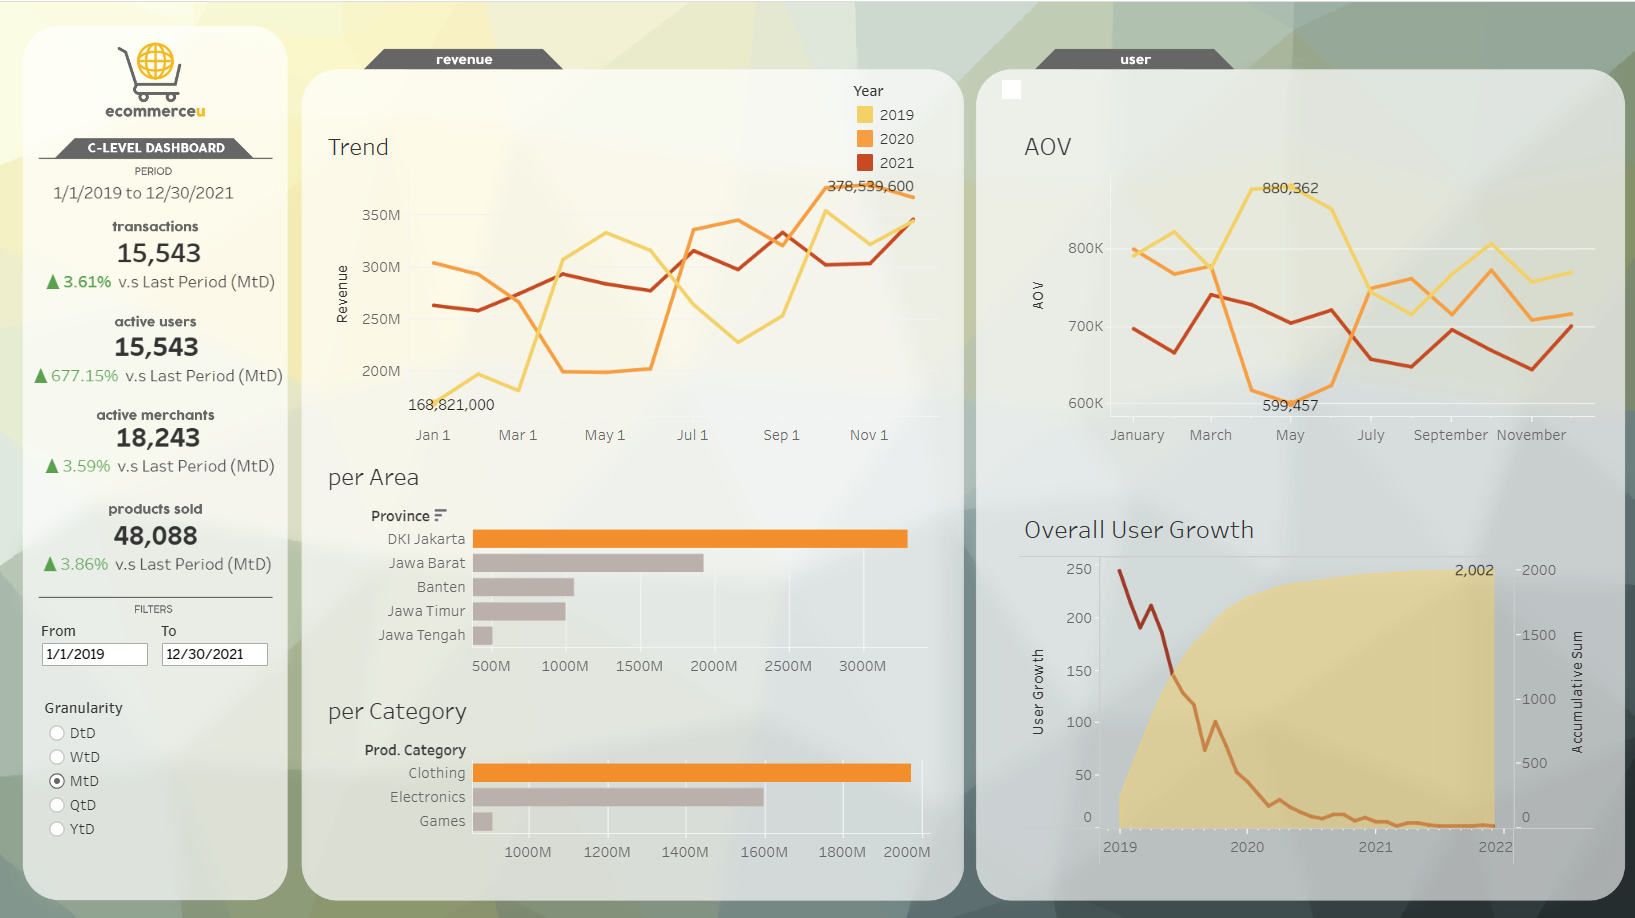 ecommerceu
C-LEVEL DASHBOARD
PERIOD
1/1/2019 to 12/30/2021
transactions
15,543
▲ 3.61% v.s Last Period (MtD)
active users
15,543
▲ 677.15% v.s Last Period (MtD)
active merchants
18,243
▲ 3.59% v.s Last Period (MtD)
products sold
48,088
▲ 3.86% v.s Last Period (MtD)
FILTERS
From To
1/1/2019 12/30/2021
Granularity
DtD
WtD
MtD
QtD
YtD
revenue
Year
2019
2020
2021
Trend
378,539,600
350M
300M
250M
200M
Revenue
168,821,000
Jan 1 Mar 1 May 1 Jul 1 Sep 1 Nov 1
per Area
Province
DKI Jakarta
Jawa Barat
Banten
Jawa Timur
Jawa Tengah
500M 1000M 1500M 2000M 2500M 3000M
per Category
Prod. Category
Clothing
Electronics
Games
1000M 1200M 1400M 1600M 1800M 2000M
user
AOV
880,362
800K
700K
600K
AOV
599,457
January March May July September November
Overall User Growth
2,002
250
200
150
100
50
0
User Growth
2000
1500
1000
500
0
Accumulative Sum
2019 2020 2021 2022